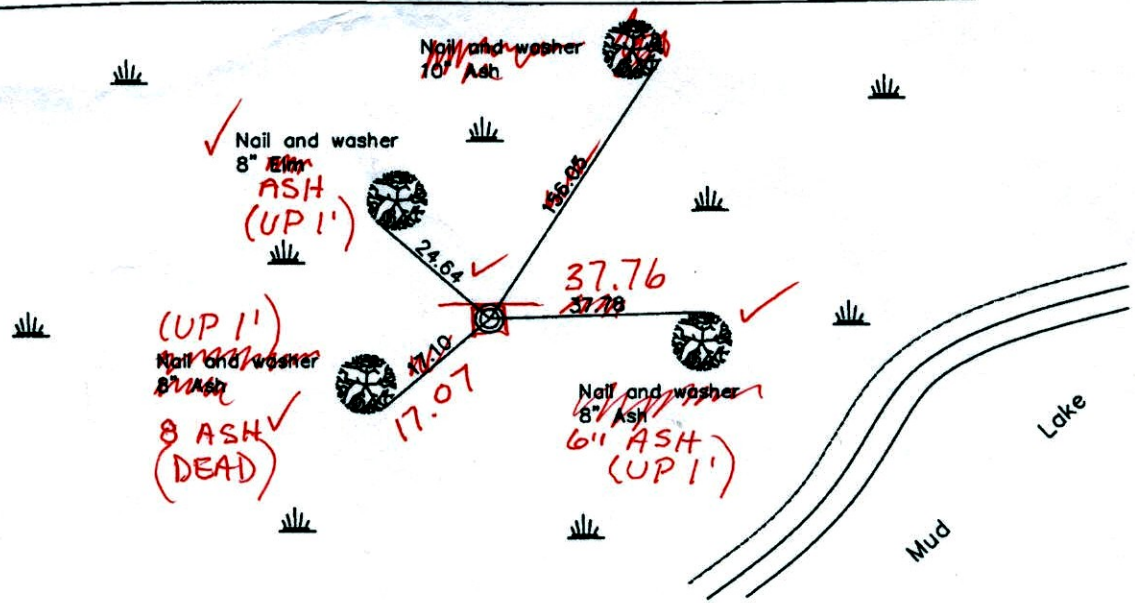 Nail and washer
10" Ash
Nail and washer
8" Elm
ASH
(UP 1')
24.64
37.76
37.78
(UP 1')
Nail and washer
8" Ash
8 ASH
(DEAD)
17.10
17.07
Nail and washer
8" Ash
6" ASH
(UP 1')
Mud
Lake